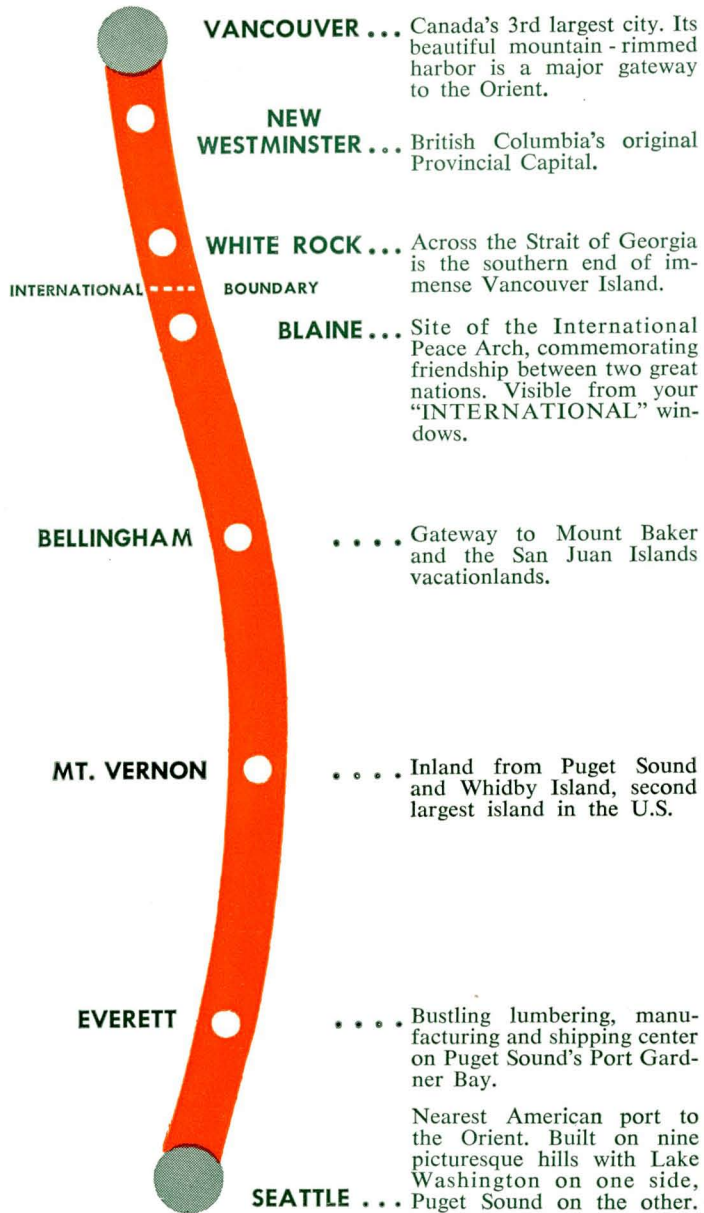 VANCOUVER ... Canada's 3rd largest city. Its
beautiful mountain - rimmed
harbor is a major gateway
to the Orient.
NEW
WESTMINSTER ... British Columbia's original
Provincial Capital.
WHITE ROCK ... Across the Strait of Georgia
is the southern end of im-
mense Vancouver Island.
INTERNATIONAL ---- BOUNDARY
BLAINE ... Site of the International
Peace Arch, commemorating
friendship between two great
nations. Visible from your
“INTERNATIONAL” win-
dows.
BELLINGHAM .... Gateway to Mount Baker
and the San Juan Islands
vacationlands.
MT. VERNON .... Inland from Puget Sound
and Whidby Island, second
largest island in the U.S.
EVERETT .... Bustling lumbering, manu-
facturing and shipping center
on Puget Sound's Port Gard-
ner Bay.
Nearest American port to
the Orient. Built on nine
picturesque hills with Lake
Washington on one side,
SEATTLE ... Puget Sound on the other.